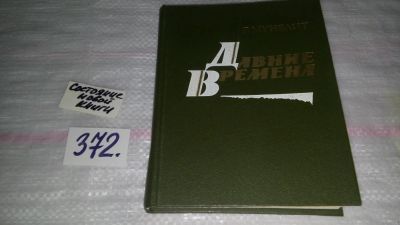 Давние
Времена
состояние
новой
книги
372.